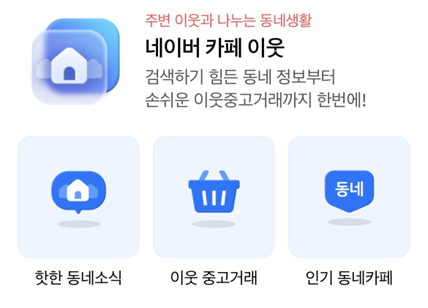 주변 이웃과 나누는 동네생활
네이버 카페 이웃
검색하기 힘든 동네 정보부터
손쉬운 이웃중고거래까지 한번에!
동네
핫한 동네소식
이웃 중고거래
인기 동네카페